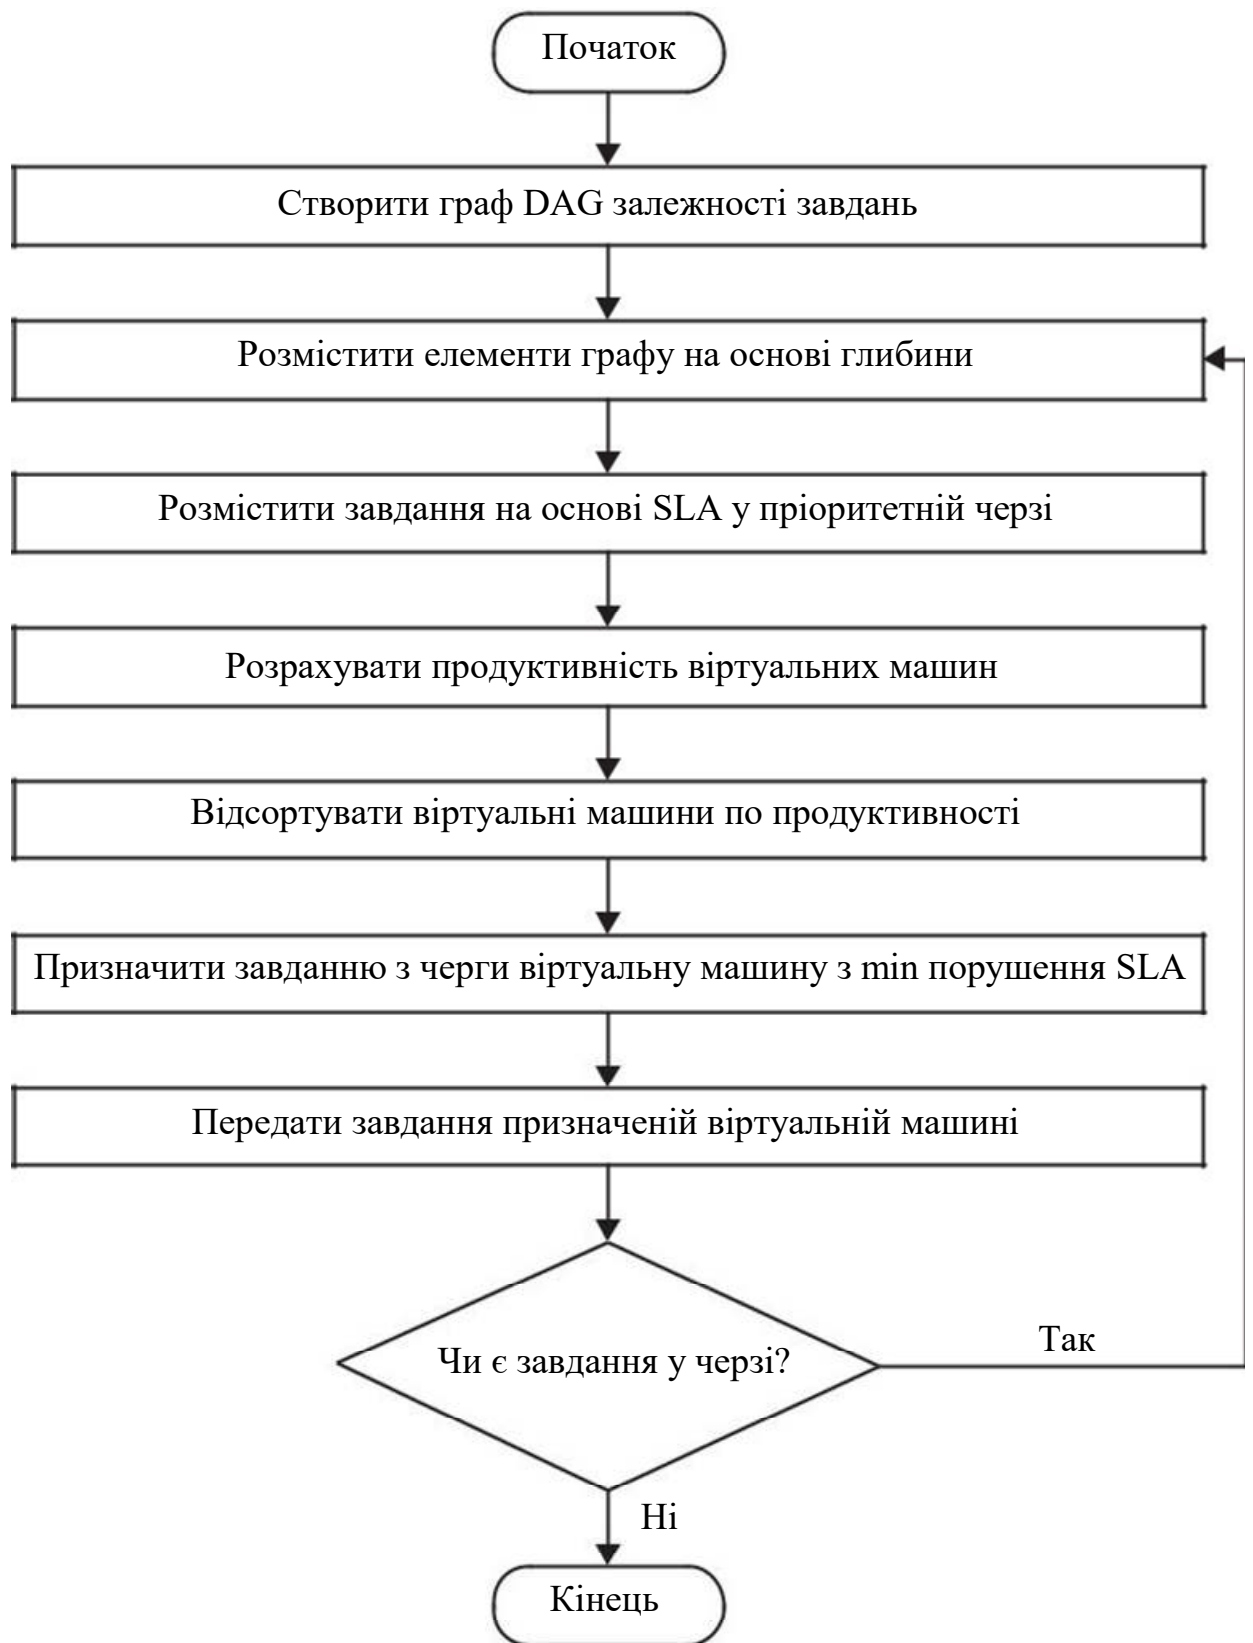 Початок
Створити граф DAG залежності завдань
Розмістити елементи графу на основі глибини
Розмістити завдання на основі SLA у пріоритетній черзі
Розрахувати продуктивність віртуальних машин
Відсортувати віртуальні машини по продуктивності
Призначити завданню з черги віртуальну машину з min порушення SLA
Передати завдання призначеній віртуальній машині
Чи є завдання у черзі?
Так
Ні
Кінець